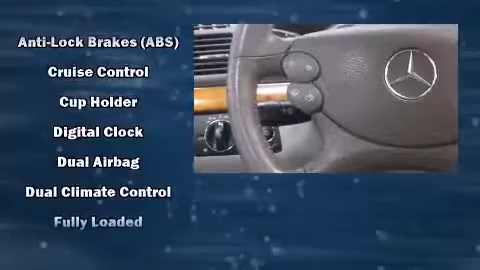 Anti-Lock Brakes (ABS)
Cruise Control
Cup Holder
Digital Clock
Dual Airbag
Dual Climate Control
Fully Loaded